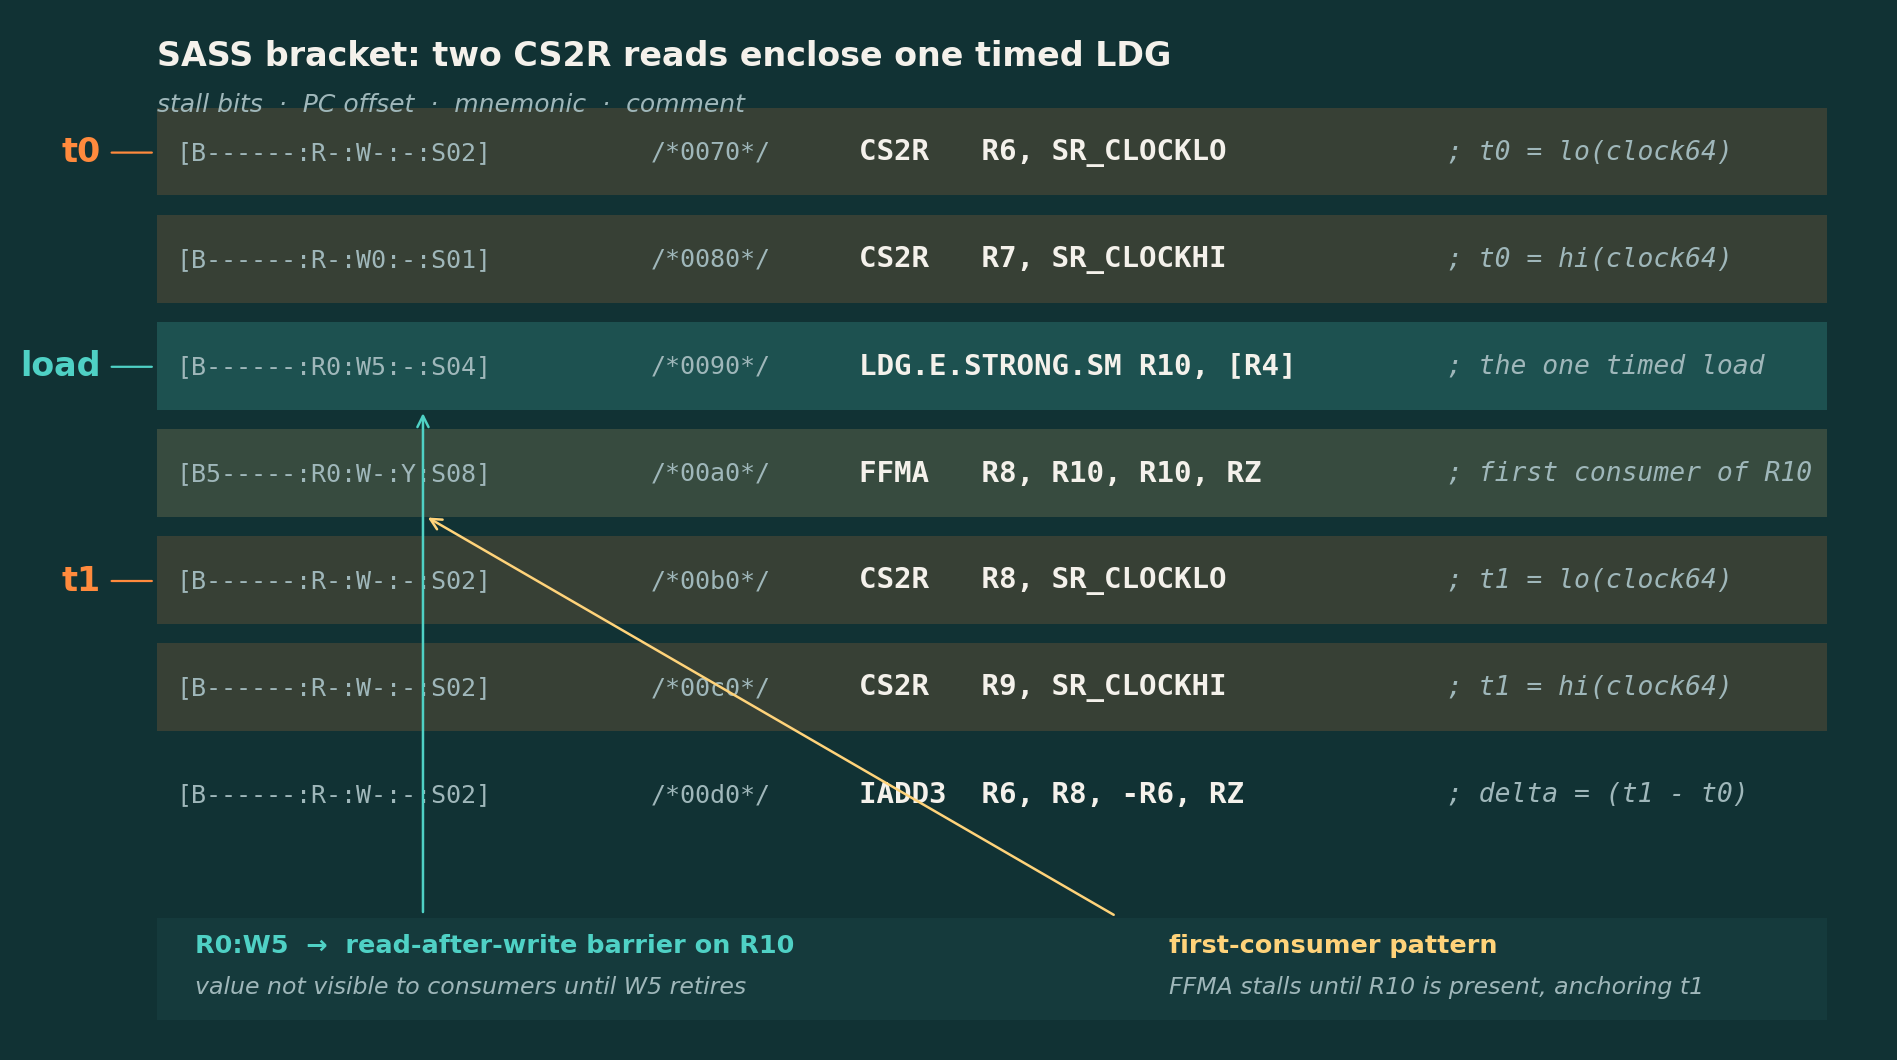 SASS bracket: two CS2R reads enclose one timed LDG
stall bits · PC offset · mnemonic · comment
t0 [B------:R-:W-:-:S02] /*0070*/ CS2R R6, SR_CLOCKLO ; t0 = lo(clock64)
[B------:R-:W0:-:S01] /*0080*/ CS2R R7, SR_CLOCKHI ; t0 = hi(clock64)
load [B------:R0:W5:-:S04] /*0090*/ LDG.E.STRONG.SM R10, [R4] ; the one timed load
[B5-----:R0:W-:Y:S08] /*00a0*/ FFMA R8, R10, R10, RZ ; first consumer of R10
t1 [B------:R-:W-:-:S02] /*00b0*/ CS2R R8, SR_CLOCKLO ; t1 = lo(clock64)
[B------:R-:W-:-:S02] /*00c0*/ CS2R R9, SR_CLOCKHI ; t1 = hi(clock64)
[B------:R-:W-:-:S02] /*00d0*/ IADD3 R6, R8, -R6, RZ ; delta = (t1 - t0)
R0:W5 → read-after-write barrier on R10
value not visible to consumers until W5 retires
first-consumer pattern
FFMA stalls until R10 is present, anchoring t1